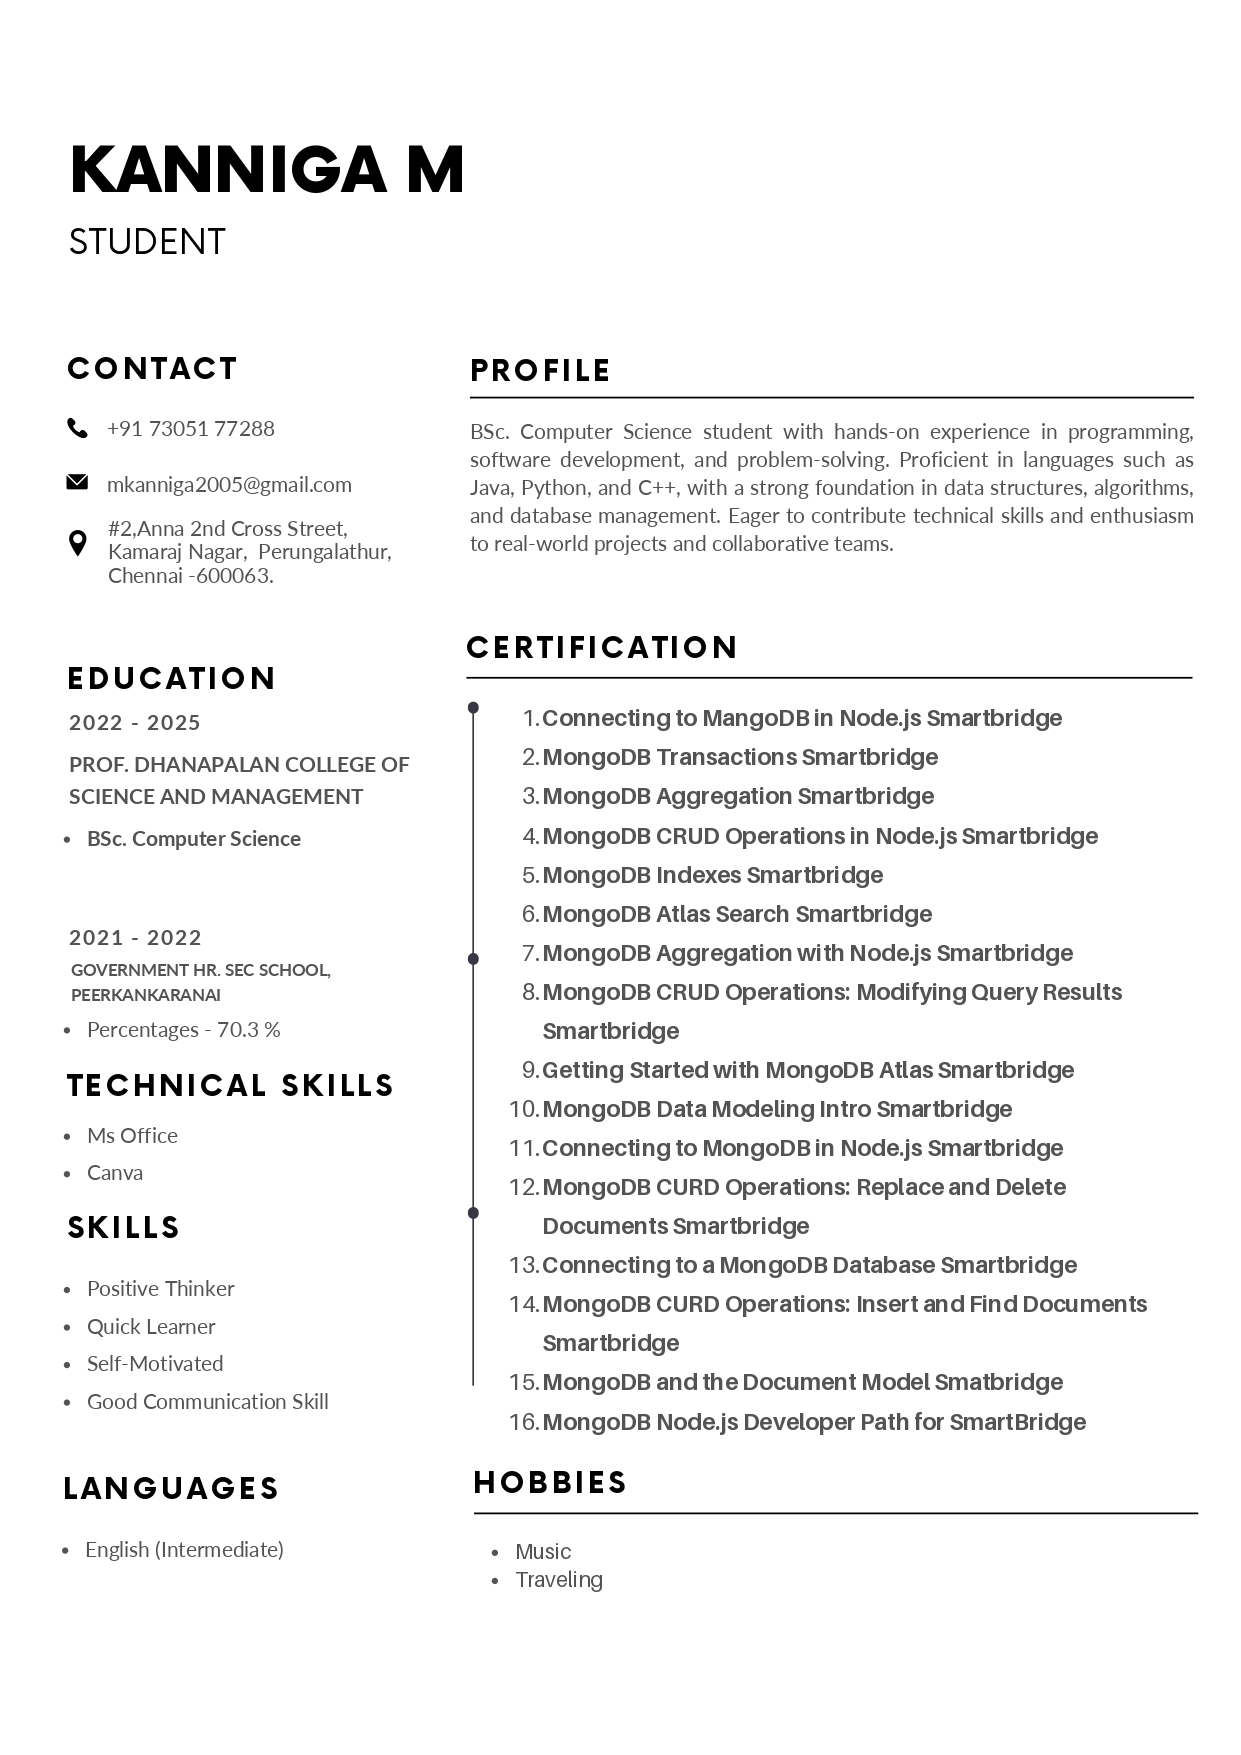 KANNIGA M
STUDENT
CONTACT
+91 73051 77288
mkanniga2005@gmail.com
#2,Anna 2nd Cross Street,
Kamaraj Nagar,  Perungalathur,
Chennai -600063.
EDUCATION
2022 - 2025
PROF. DHANAPALAN COLLEGE OF
SCIENCE AND MANAGEMENT
• BSc. Computer Science
2021 - 2022
GOVERNMENT HR. SEC SCHOOL,
PEERKANKARANAI
• Percentages - 70.3 %
TECHNICAL SKILLS
• Ms Office
• Canva
SKILLS
• Positive Thinker
• Quick Learner
• Self-Motivated
• Good Communication Skill
LANGUAGES
• English (Intermediate)
PROFILE
BSc. Computer Science student with hands-on experience in programming,
software development, and problem-solving. Proficient in languages such as
Java, Python, and C++, with a strong foundation in data structures, algorithms,
and database management. Eager to contribute technical skills and enthusiasm
to real-world projects and collaborative teams.
CERTIFICATION
1. Connecting to MangoDB in Node.js Smartbridge
2. MongoDB Transactions Smartbridge
3. MongoDB Aggregation Smartbridge
4. MongoDB CRUD Operations in Node.js Smartbridge
5. MongoDB Indexes Smartbridge
6. MongoDB Atlas Search Smartbridge
7. MongoDB Aggregation with Node.js Smartbridge
8. MongoDB CRUD Operations: Modifying Query Results
Smartbridge
9. Getting Started with MongoDB Atlas Smartbridge
10. MongoDB Data Modeling Intro Smartbridge
11. Connecting to MongoDB in Node.js Smartbridge
12. MongoDB CURD Operations: Replace and Delete
Documents Smartbridge
13. Connecting to a MongoDB Database Smartbridge
14. MongoDB CURD Operations: Insert and Find Documents
Smartbridge
15. MongoDB and the Document Model Smatbridge
16. MongoDB Node.js Developer Path for SmartBridge
HOBBIES
• Music
• Traveling